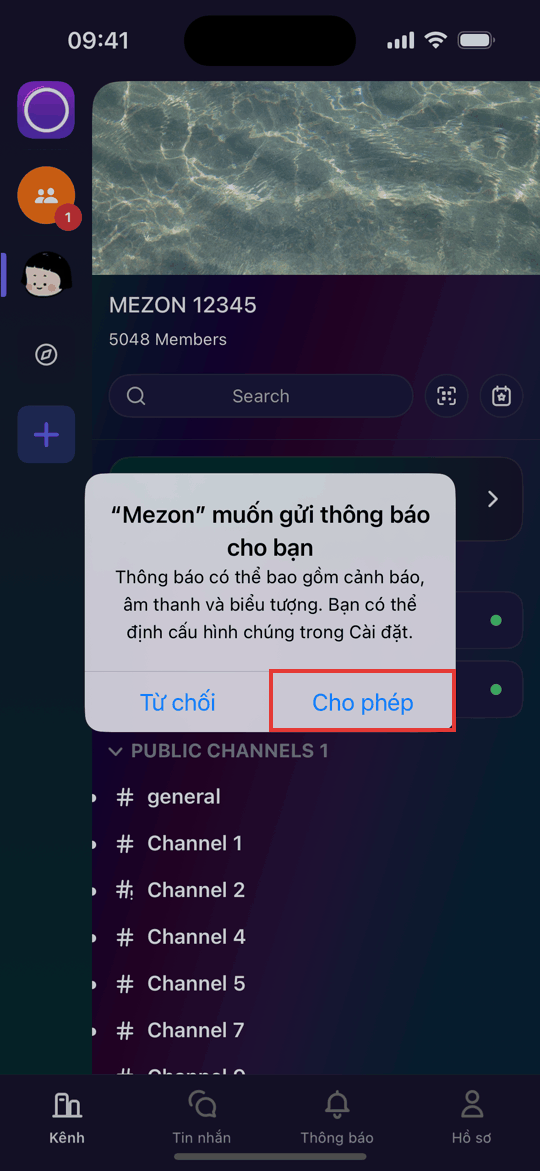 09:41
1
MEZON 12345
5048 Members
Search
“Mezon” muốn gửi thông báo
cho bạn
Thông báo có thể bao gồm cảnh báo,
âm thanh và biểu tượng. Bạn có thể
định cấu hình chúng trong Cài đặt.
Từ chối
Cho phép
PUBLIC CHANNELS 1
# general
# Channel 1
# Channel 2
# Channel 4
# Channel 5
# Channel 7
Kênh
Tin nhắn
Thông báo
Hồ sơ